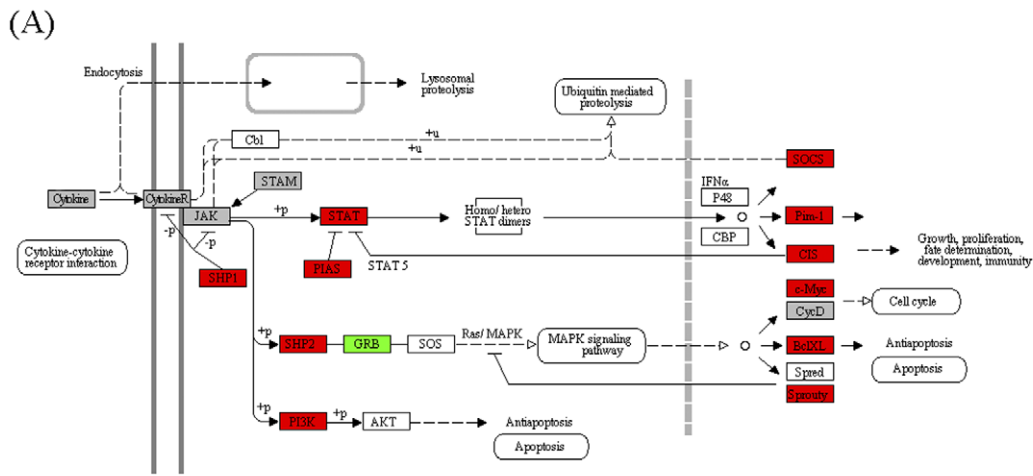 (A)
Endocytosis
Lysosomal
proteolysis
Ubiquitin mediated
proteolysis
Cbl
+u
+u
SOCS
Cytokine
CytokineR
STAM
JAK
+p
STAT
Homo/ hetero
STAT dimers
IFNα
P48
CBP
Pim-1
CIS
Growth, proliferation,
fate determination,
development, immunity
-p
-p
Cytokine-cytokine
receptor interaction
SHP1
PIAS
STAT 5
c-Myc
CycD
Cell cycle
+p
SHP2
GRB
SOS
Ras/ MAPK
MAPK signaling
pathway
BclXL
Antiapoptosis
Spred
Apoptosis
Sprouty
+p
PI3K
+p
AKT
Antiapoptosis
Apoptosis